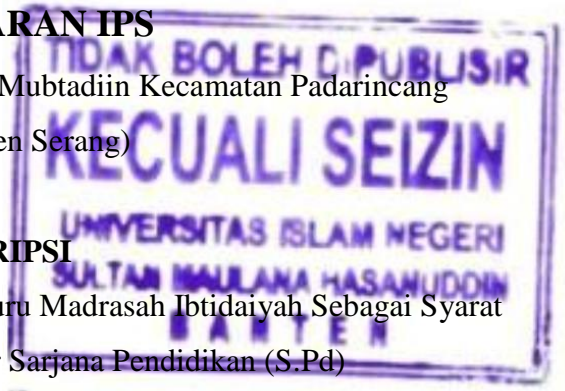 ARAN IPS
TIDAK BOLEH DIPUBLISIR
Mubtadiin Kecamatan Padarincang
en Serang)
KECUALI SEIZIN
UNIVERSITAS ISLAM NEGERI
RIPSI
SULTAN MAULANA HASANUDDIN
uru Madrasah Ibtidaiyah Sebagai Syarat
BANTEN
Sarjana Pendidikan (S.Pd)